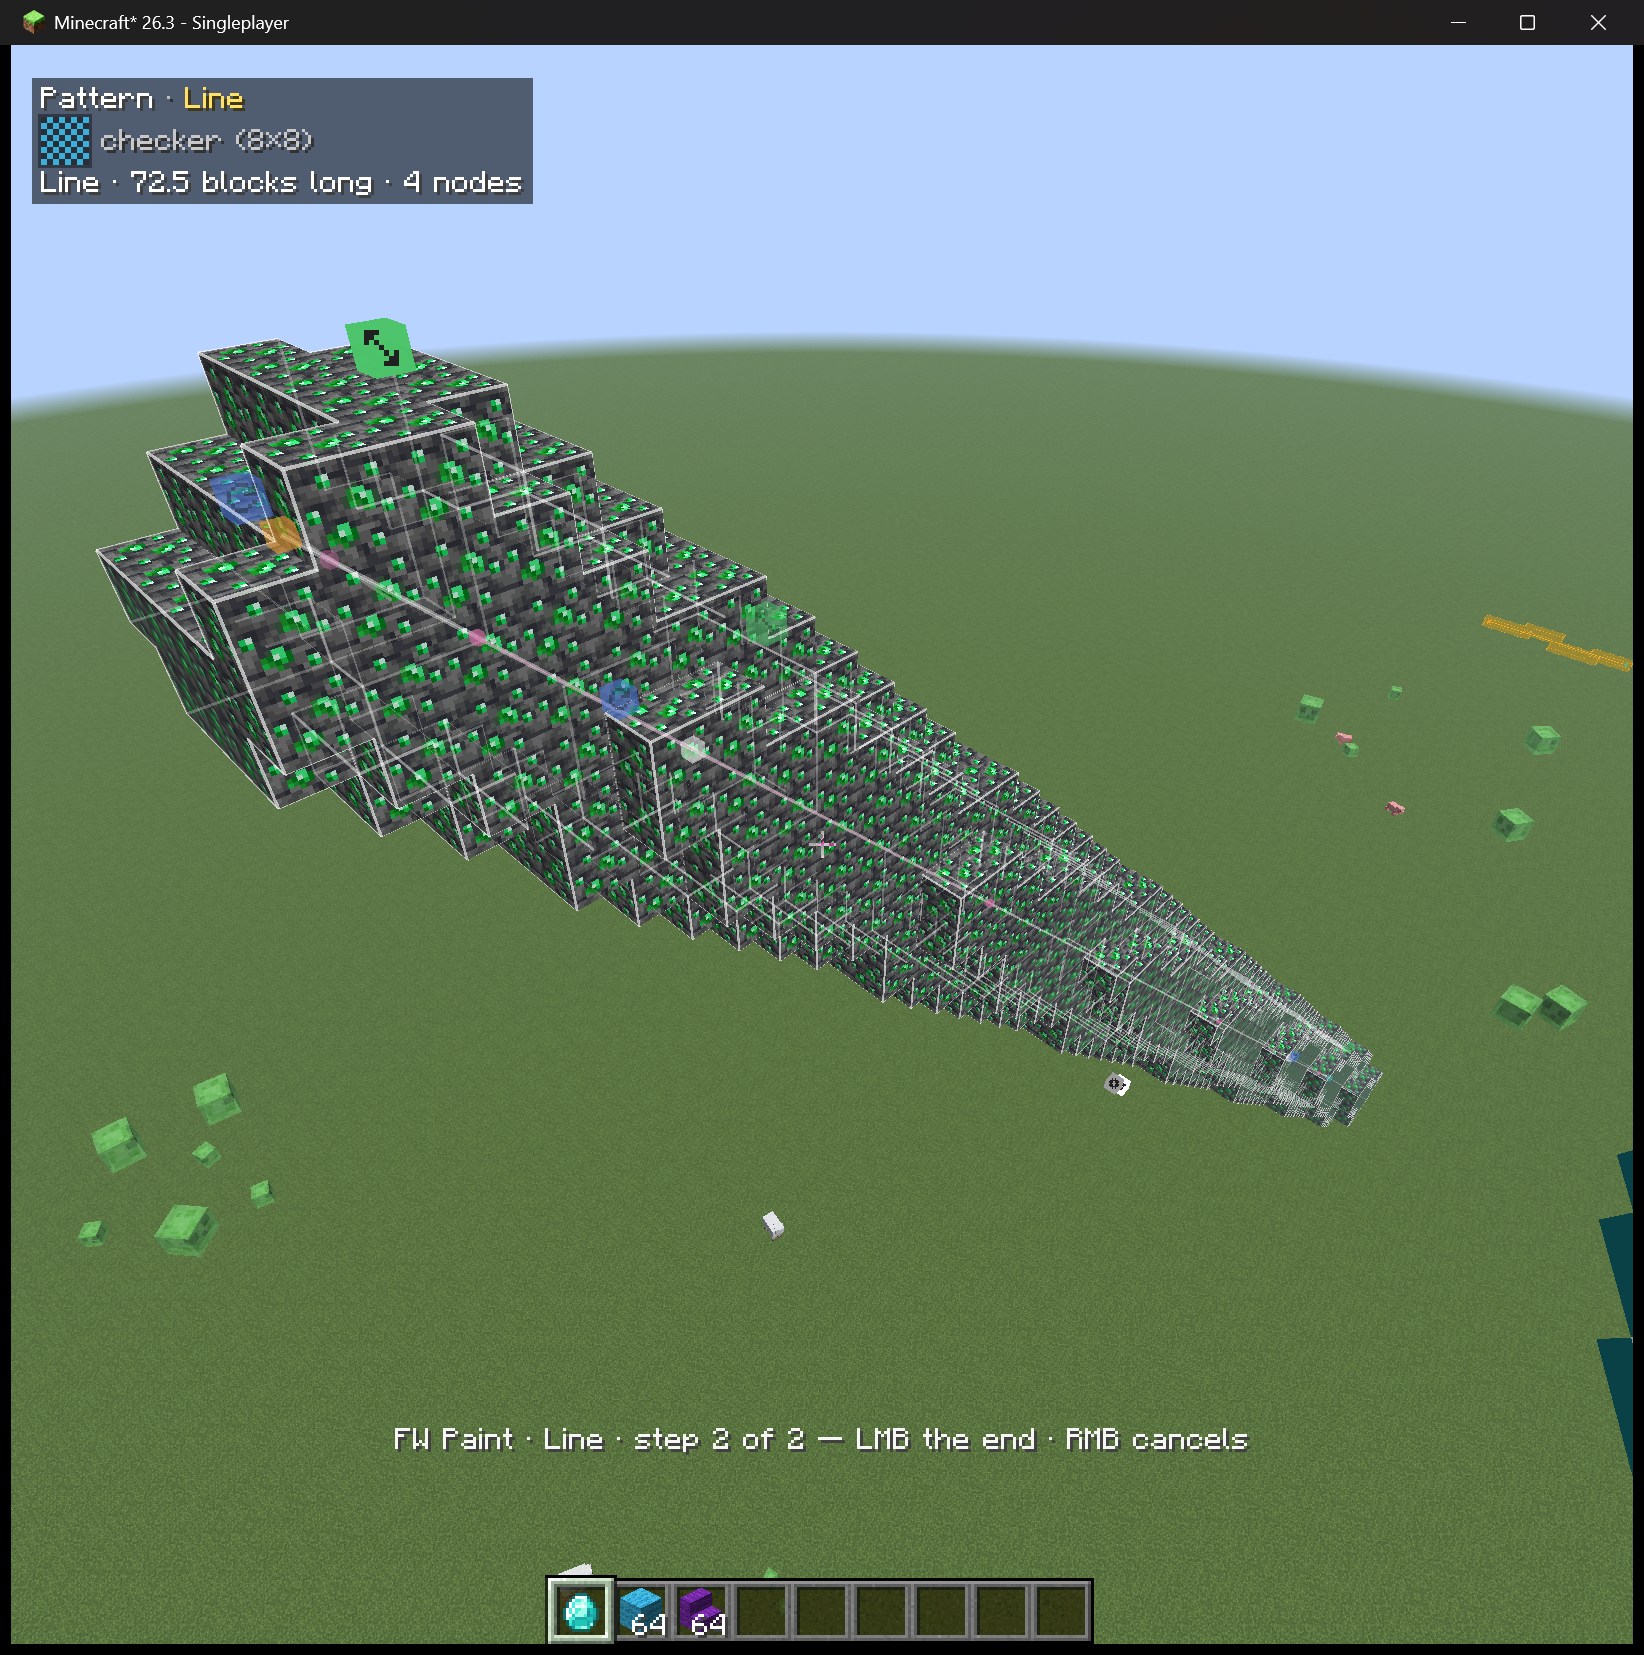 Minecraft* 26.3 - Singleplayer
Pattern · Line
checker (8×8)
Line · 72.5 blocks long · 4 nodes
FW Paint · Line · step 2 of 2 — LMB the end · RMB cancels
64 64